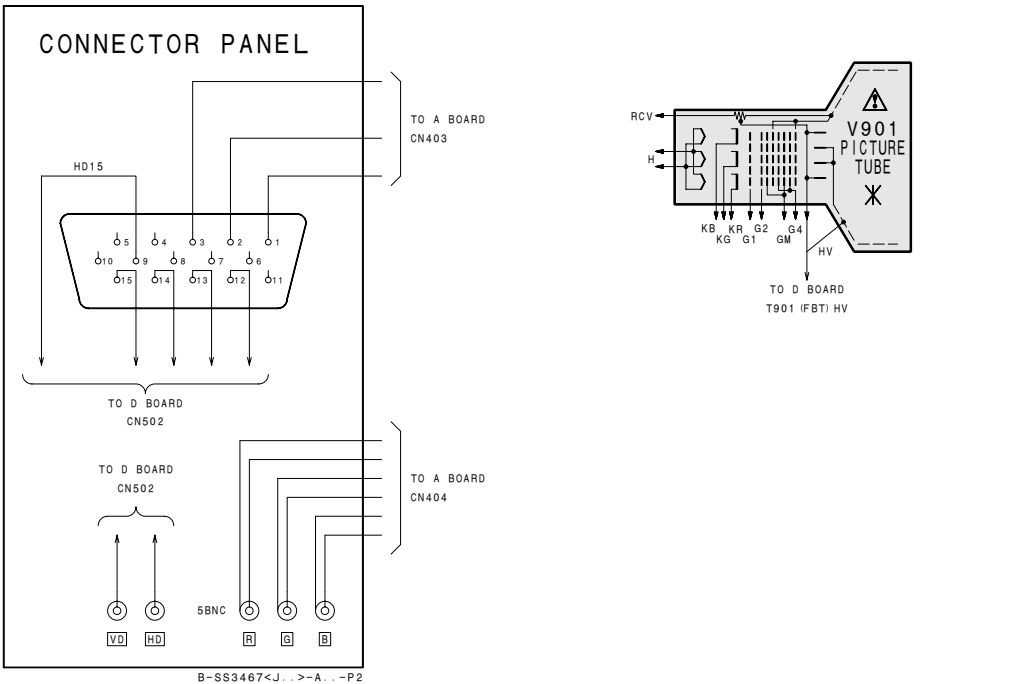 CONNECTOR PANEL
TO A BOARD
CN403
HD15
5 4 3 2 1
10 9 8 7 6
15 14 13 12 11
TO D BOARD
CN502
TO D BOARD
CN502
TO A BOARD
CN404
5BNC
VD HD R G B
B-SS3467<J..>-A..-P2
RCV
H
V901
PICTURE
TUBE
KB KR G2 G4
KG G1 GM
HV
TO D BOARD
T901 (FBT) HV